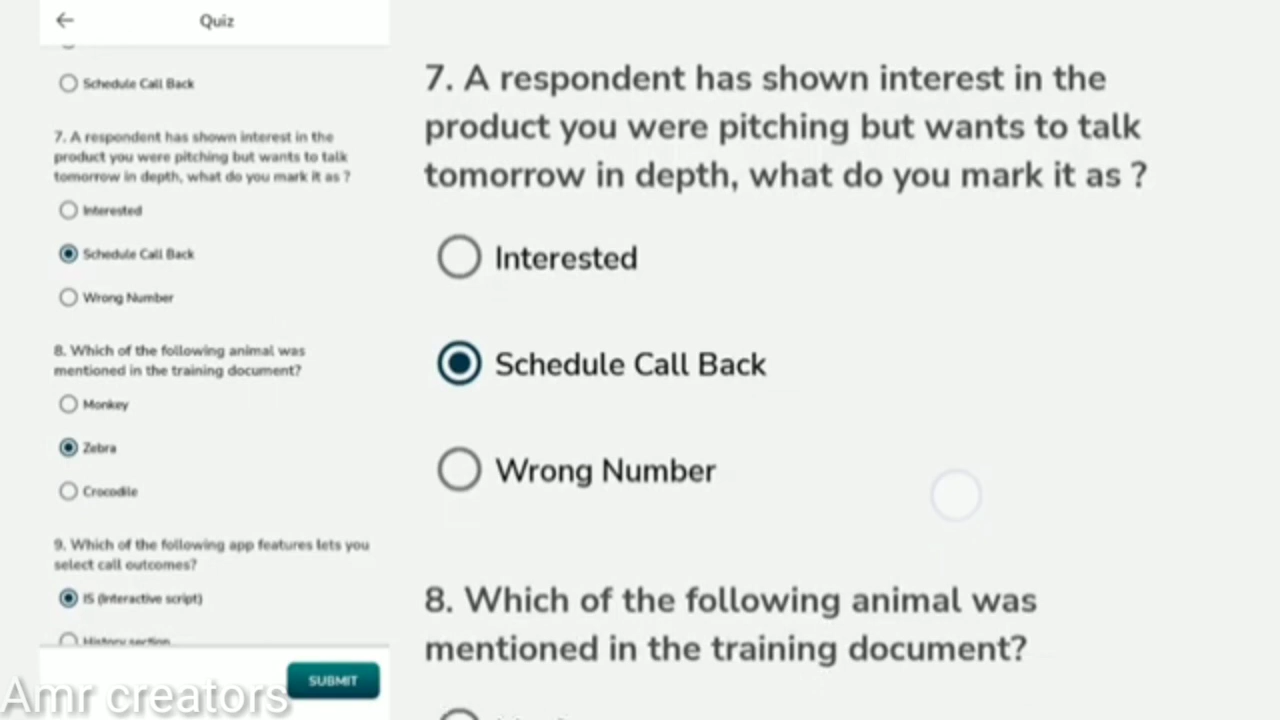 Quiz
Schedule Call Back
7. A respondent has shown interest in the
product you were pitching but wants to talk
tomorrow in depth, what do you mark it as ?
Interested
Schedule Call Back
Wrong Number
8. Which of the following animal was
mentioned in the training document?
Monkey
Zebra
Crocodile
9. Which of the following app features lets you
select call outcomes?
IS (Interactive script)
History section
SUBMIT
Amr creators
7. A respondent has shown interest in the
product you were pitching but wants to talk
tomorrow in depth, what do you mark it as ?
Interested
Schedule Call Back
Wrong Number
8. Which of the following animal was
mentioned in the training document?